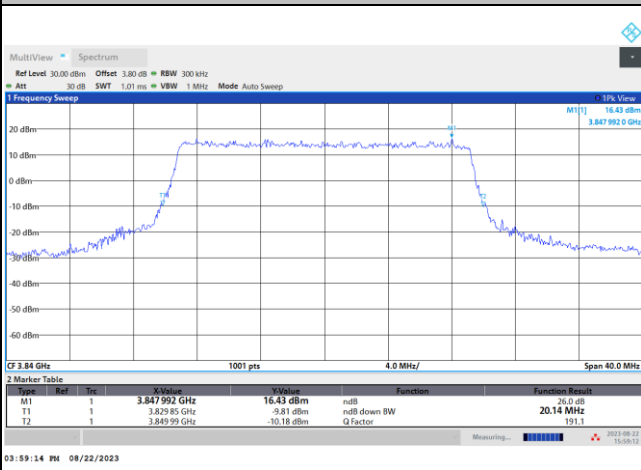 MultiView Spectrum
Ref Level 30.00 dBm Offset 3.80 dB RBW 300 kHz
Att 30 dB SWT 1.01 ms VBW 1 MHz Mode Auto Sweep
1 Frequency Sweep 1Pk View
M1[1] 16.43 dBm
3.847 992 0 GHz
M1
20 dBm
10 dBm
0 dBm
T1
T2
-10 dBm
-20 dBm
-30 dBm
-40 dBm
-50 dBm
-60 dBm
CF 3.84 GHz 1001 pts 4.0 MHz/ Span 40.0 MHz
2 Marker Table
Type Ref Trc X-Value Y-Value Function Function Result
M1 1 3.847 992 GHz 16.43 dBm ndB 26.0 dB
T1 1 3.829 85 GHz -9.81 dBm ndB down BW 20.14 MHz
T2 1 3.849 99 GHz -10.18 dBm Q Factor 191.1
Measuring... 2023-08-22
15:59:12
03:59:14 PM 08/22/2023